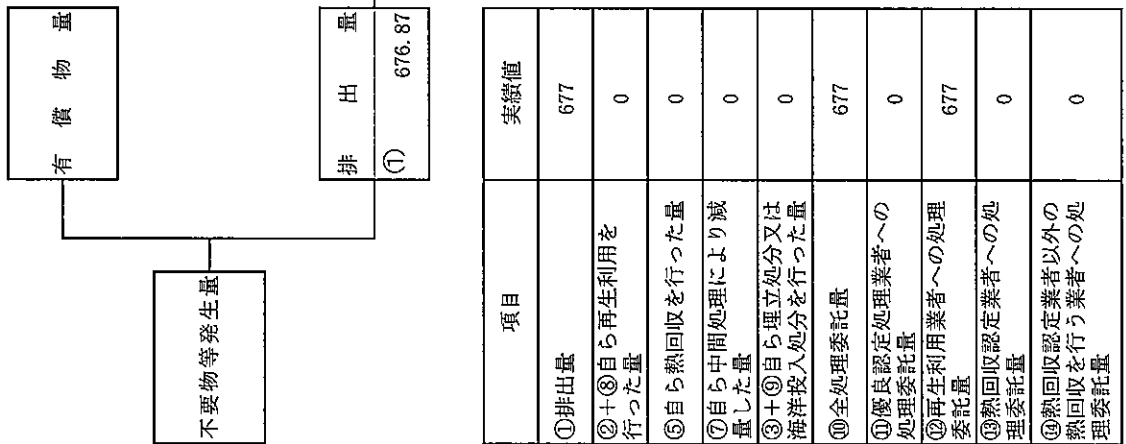 有償物量
不要物等発生量
排出量
① 676.87
項目 実績値
①排出量 677
②+⑧自ら再生利用を
行った量 0
⑤自ら熱回収を行った量 0
⑦自ら中間処理により減
量した量 0
③+⑨自ら埋立処分又は
海洋投入処分を行った量 0
⑩全処理委託量 677
⑪優良認定処理業者への
処理委託量 0
⑫再生利用業者への処理
委託量 677
⑬熱回収認定業者への処
理委託量 0
⑭熱回収認定業者以外の
熱回収を行う業者への処
理委託量 0